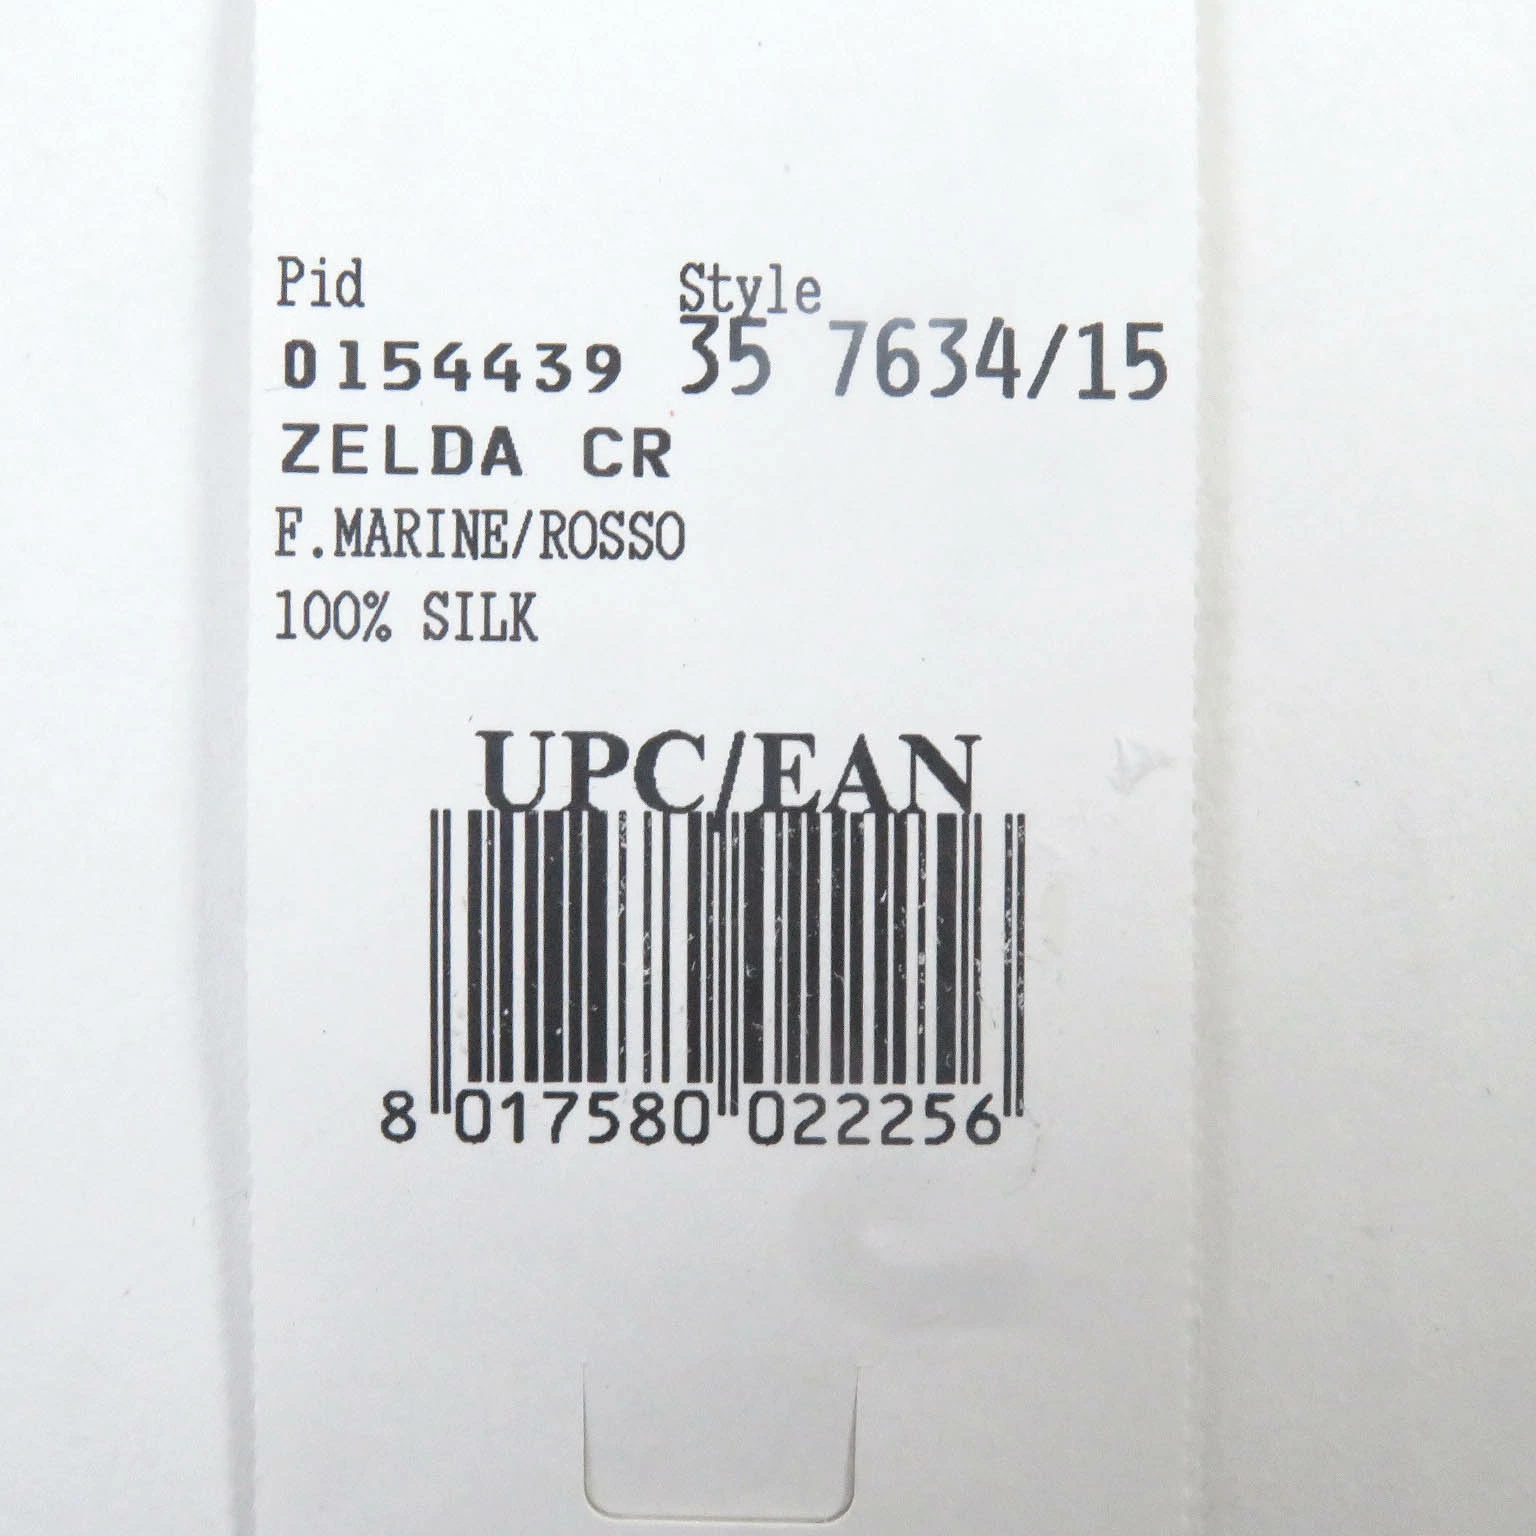 Pid Style
0154439 35 7634/15
ZELDA CR
F.MARINE/ROSSO
100% SILK
UPC/EAN
8 017580 022256